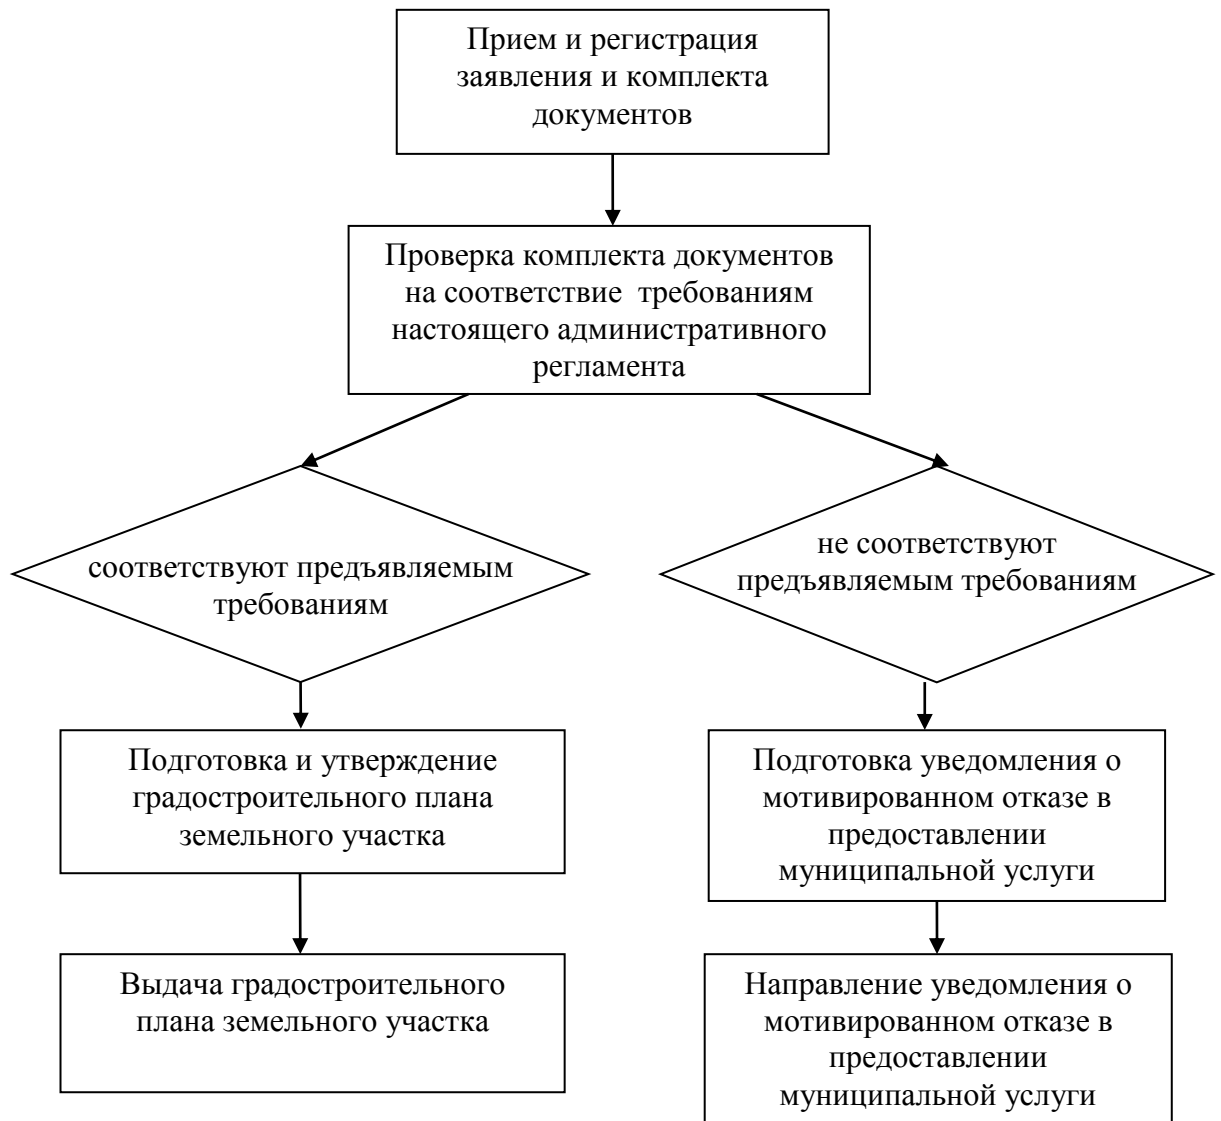 Прием и регистрация
заявления и комплекта
документов
Проверка комплекта документов
на соответствие  требованиям
настоящего административного
регламента
соответствуют предъявляемым
требованиям
не соответствуют
предъявляемым требованиям
Подготовка и утверждение
градостроительного плана
земельного участка
Подготовка уведомления о
мотивированном отказе в
предоставлении
муниципальной услуги
Выдача градостроительного
плана земельного участка
Направление уведомления о
мотивированном отказе в
предоставлении
муниципальной услуги